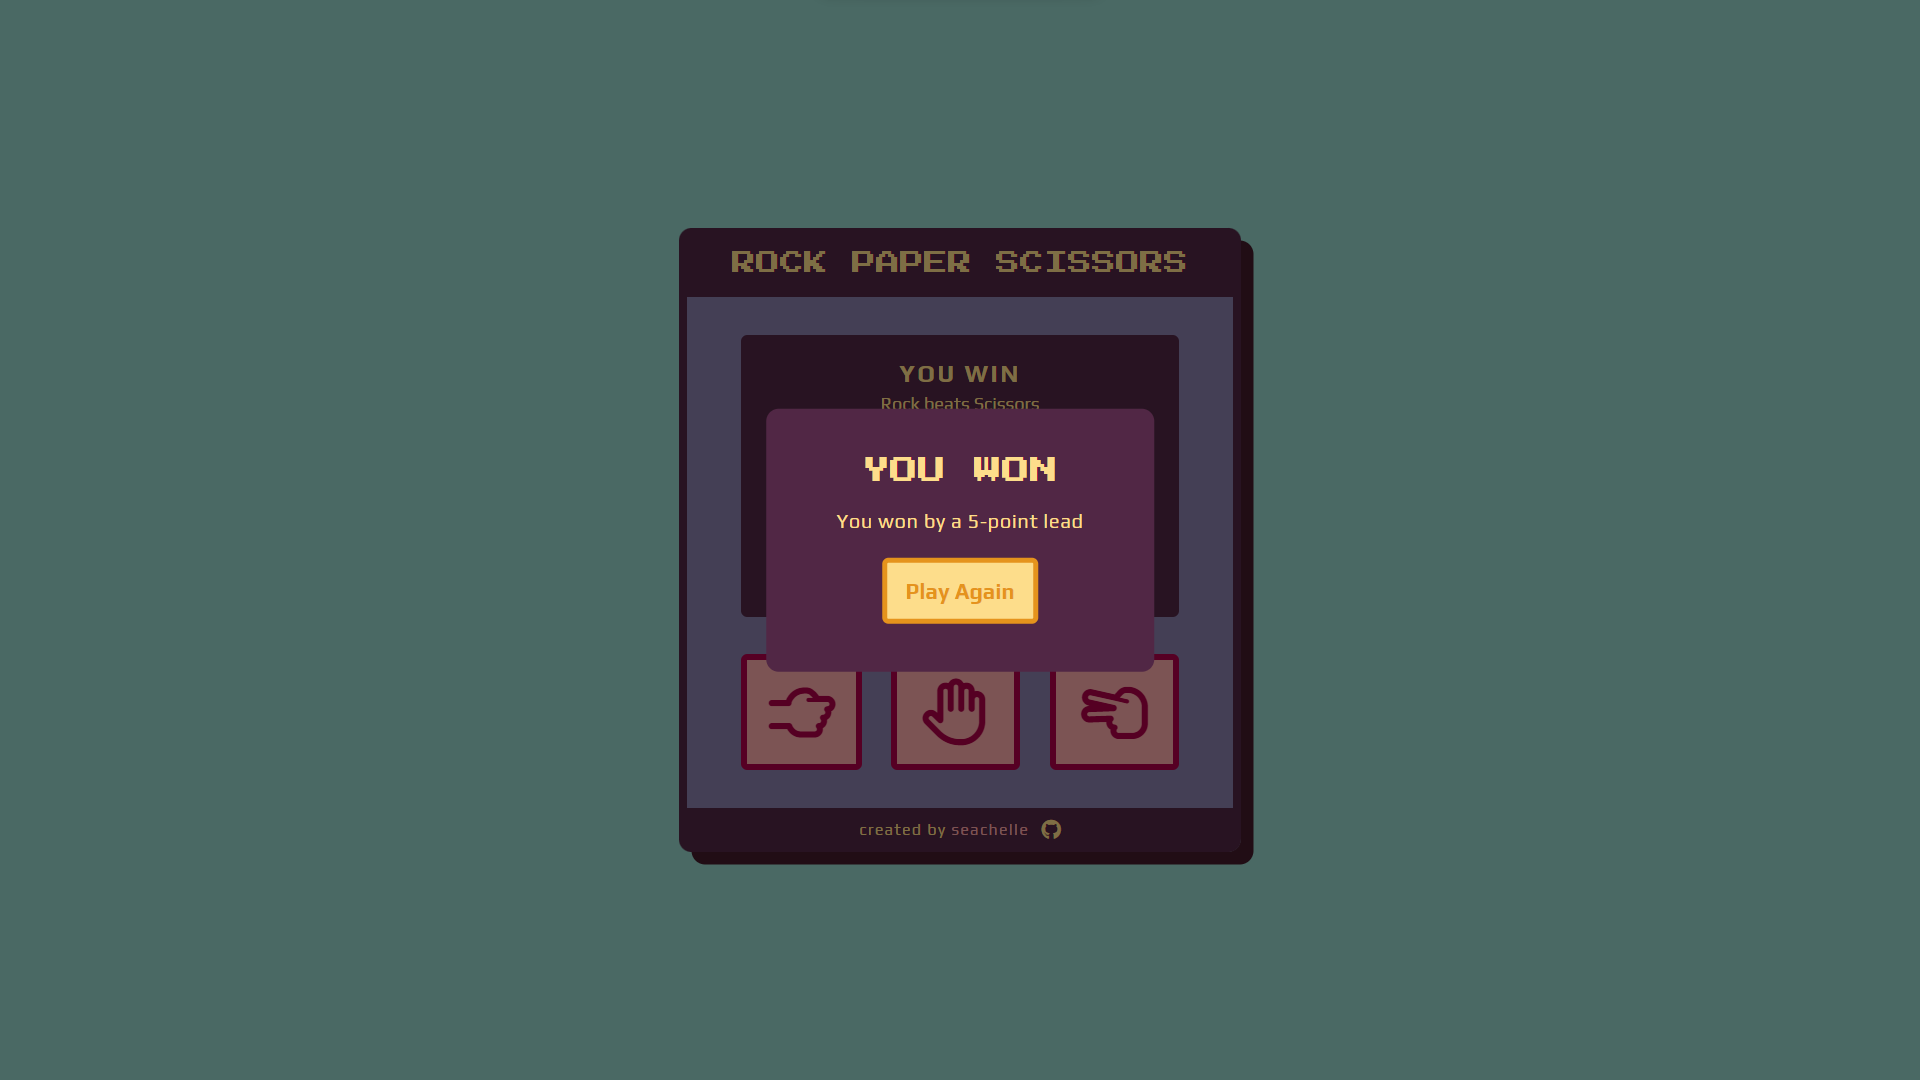 ROCK PAPER SCISSORS
YOU WIN
Rock beats Scissors
YOU WON
You won by a 5-point lead
Play Again
created by seachelle